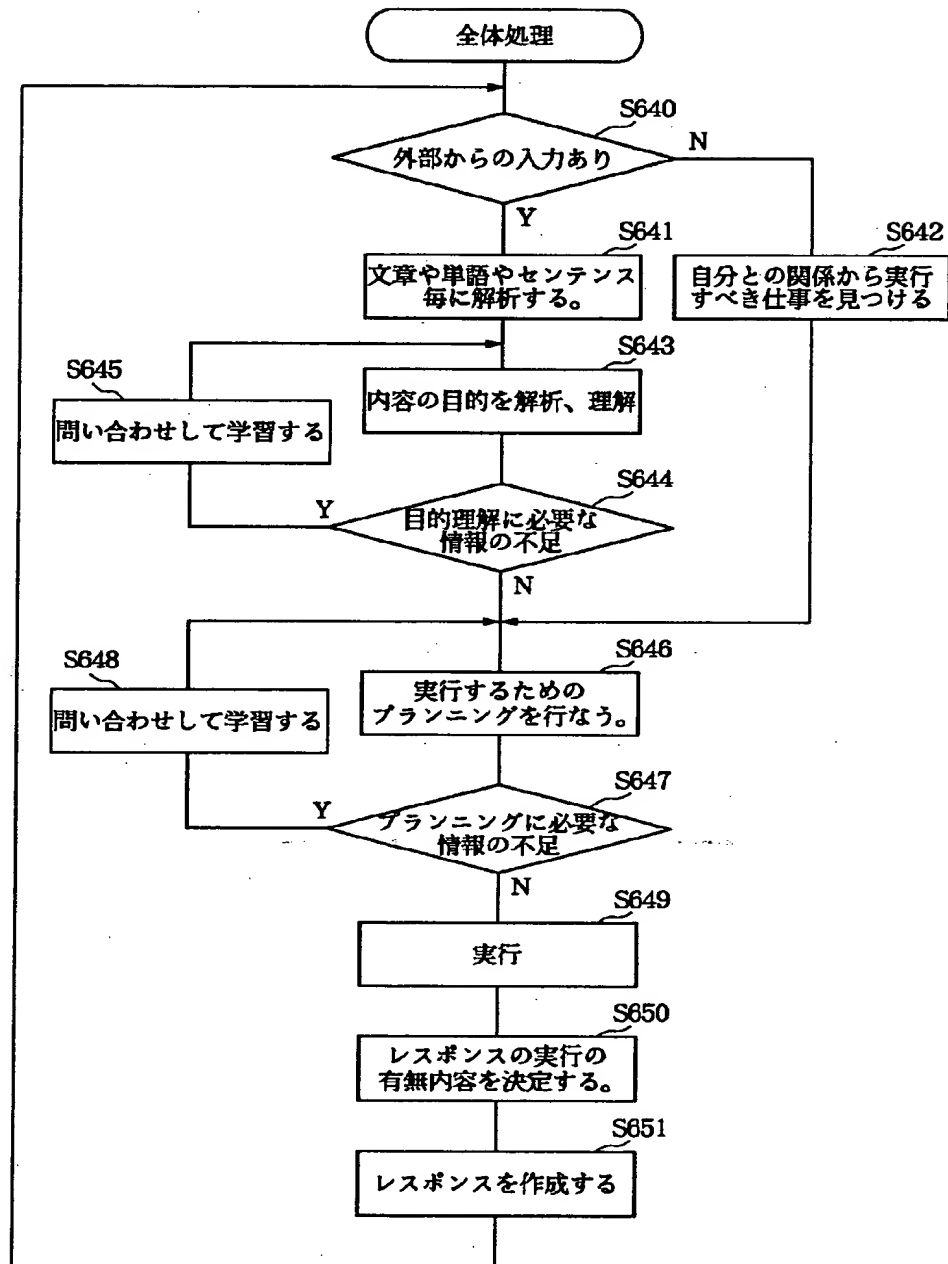 全体処理
S640
外部からの入力あり
N
Y
S641
文章や単語やセンテンス
毎に解析する。
S642
自分との関係から実行
すべき仕事を見つける
S643
内容の目的を解析、理解
S645
問い合わせして学習する
S644
Y
目的理解に必要な
情報の不足
N
S646
実行するための
プランニングを行なう。
S648
問い合わせして学習する
S647
Y
プランニングに必要な
情報の不足
N
S649
実行
S650
レスポンスの実行の
有無内容を決定する。
S651
レスポンスを作成する